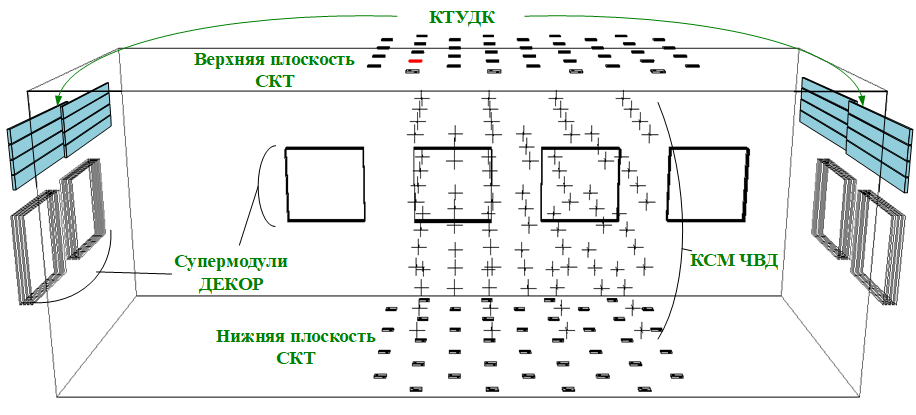 КТУДК
Верхняя плоскость
СКТ
Супермодули
ДЕКОР
КСМ ЧВД
Нижняя плоскость
СКТ